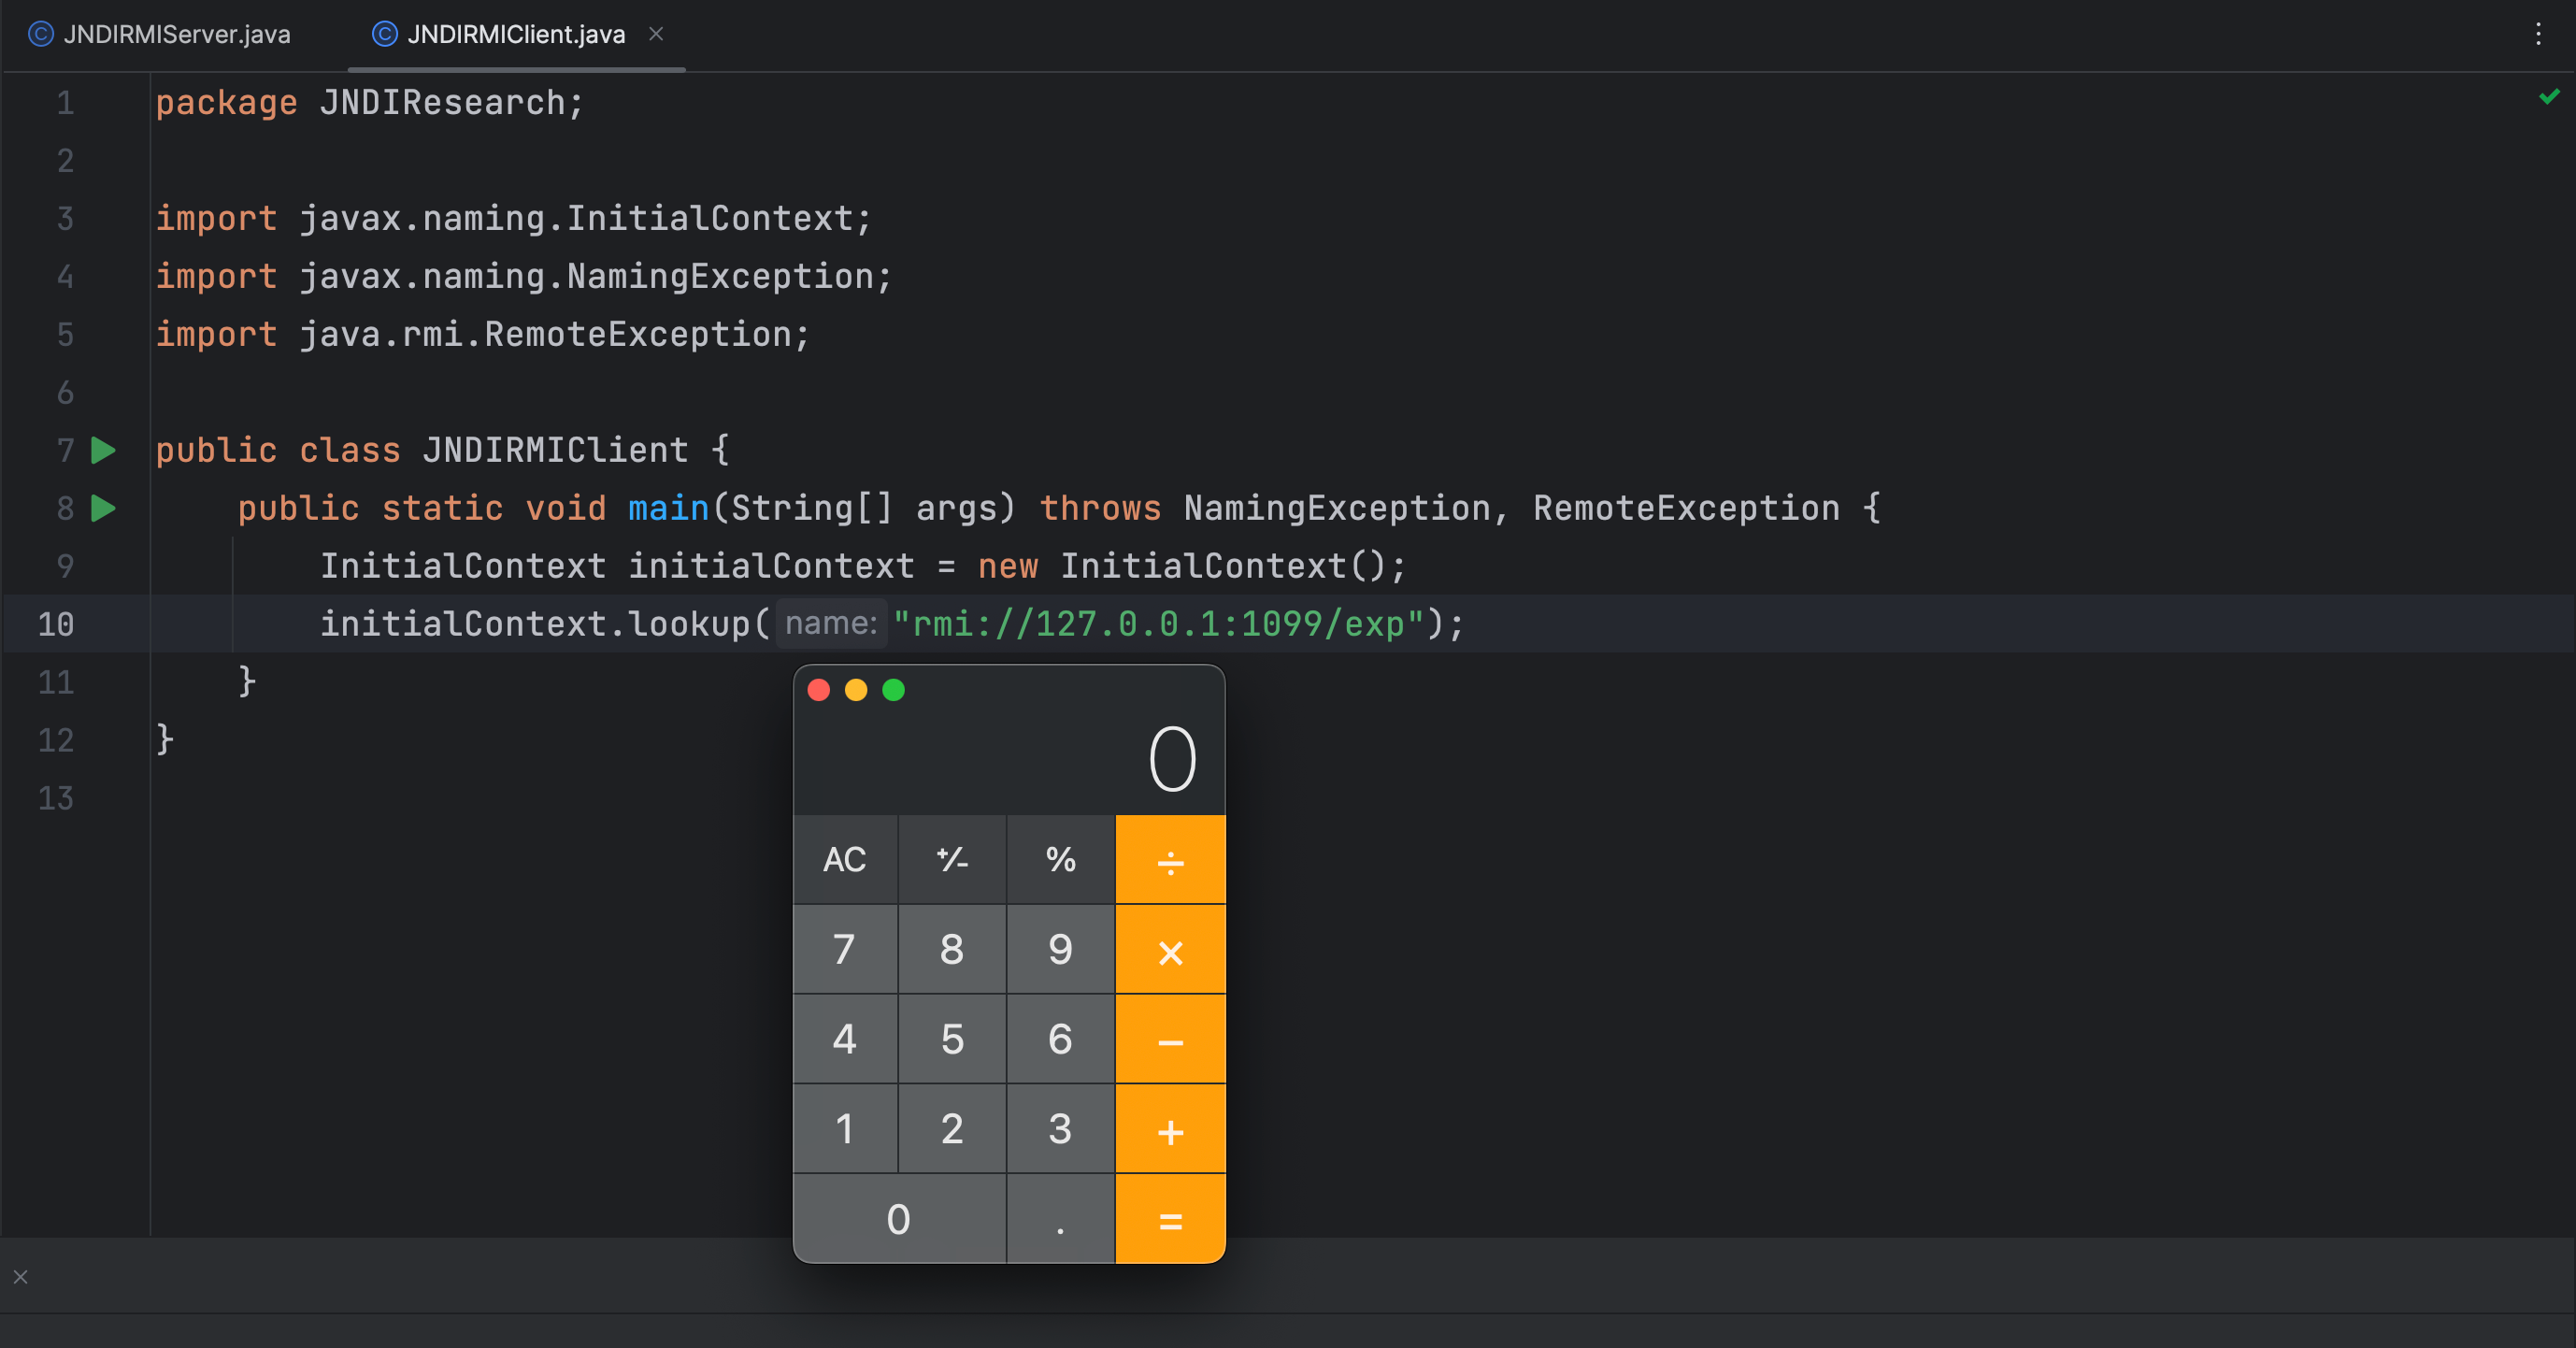 JNDIRMIServer.java JNDIRMIClient.java
1 package JNDIResearch;
2
3 import javax.naming.InitialContext;
4 import javax.naming.NamingException;
5 import java.rmi.RemoteException;
6
7 public class JNDIRMIClient {
8 public static void main(String[] args) throws NamingException, RemoteException {
9 InitialContext initialContext = new InitialContext();
10 initialContext.lookup( name: "rmi://127.0.0.1:1099/exp");
11 }
12 }
13
0
AC +/- % ÷
7 8 9 ×
4 5 6 −
1 2 3 +
0 . =